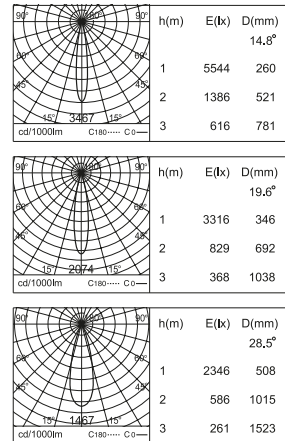 90° 90° h(m) E(lx) D(mm)
14.8°
60° 60°
1 5544 260
45° 45°
2 1386 521
15° 3467 15°
3 616 781
cd/1000lm C180····· C0—
90° 90° h(m) E(lx) D(mm)
19.6°
60° 60°
1 3316 346
45° 45°
2 829 692
15° 2074 15°
3 368 1038
cd/1000lm C180····· C0—
90° 90° h(m) E(lx) D(mm)
28.5°
60° 60°
1 2346 508
45° 45°
2 586 1015
15° 1467 15°
3 261 1523
cd/1000lm C180····· C0—